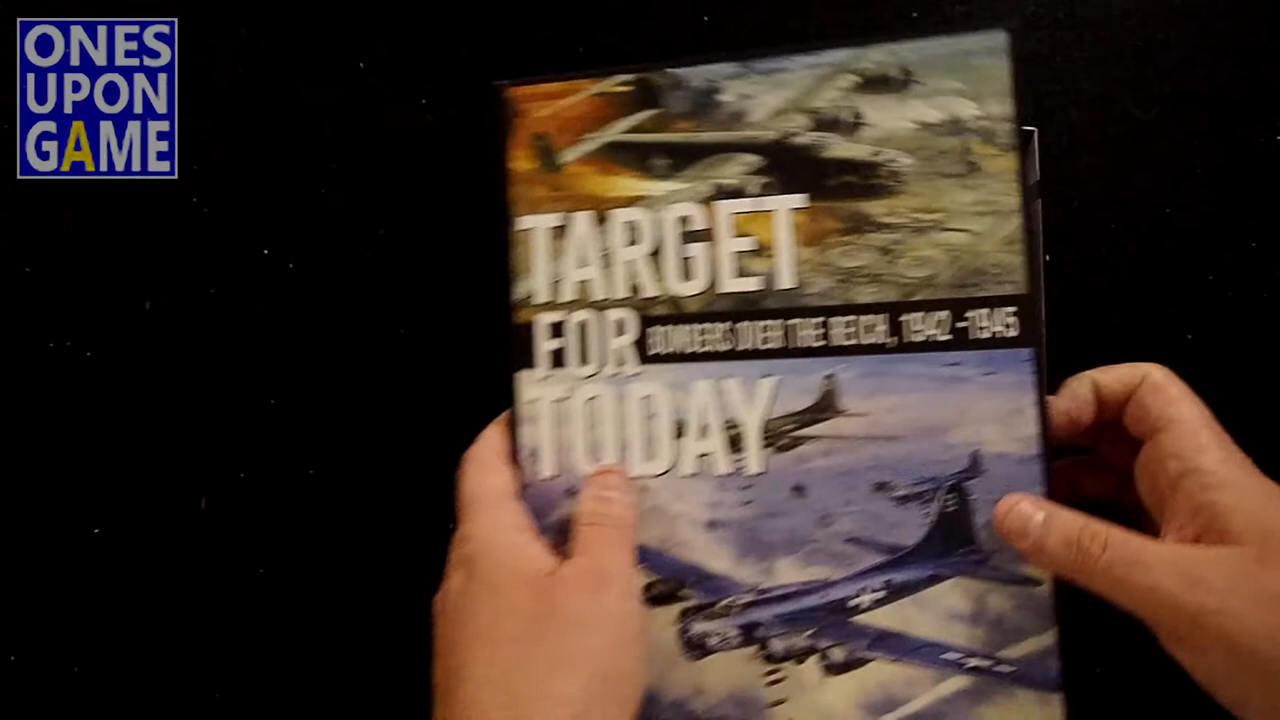 ONES
UPON
GAME
TARGET
FOR
BOMBERS OVER THE REICH, 1942-1945
TODAY